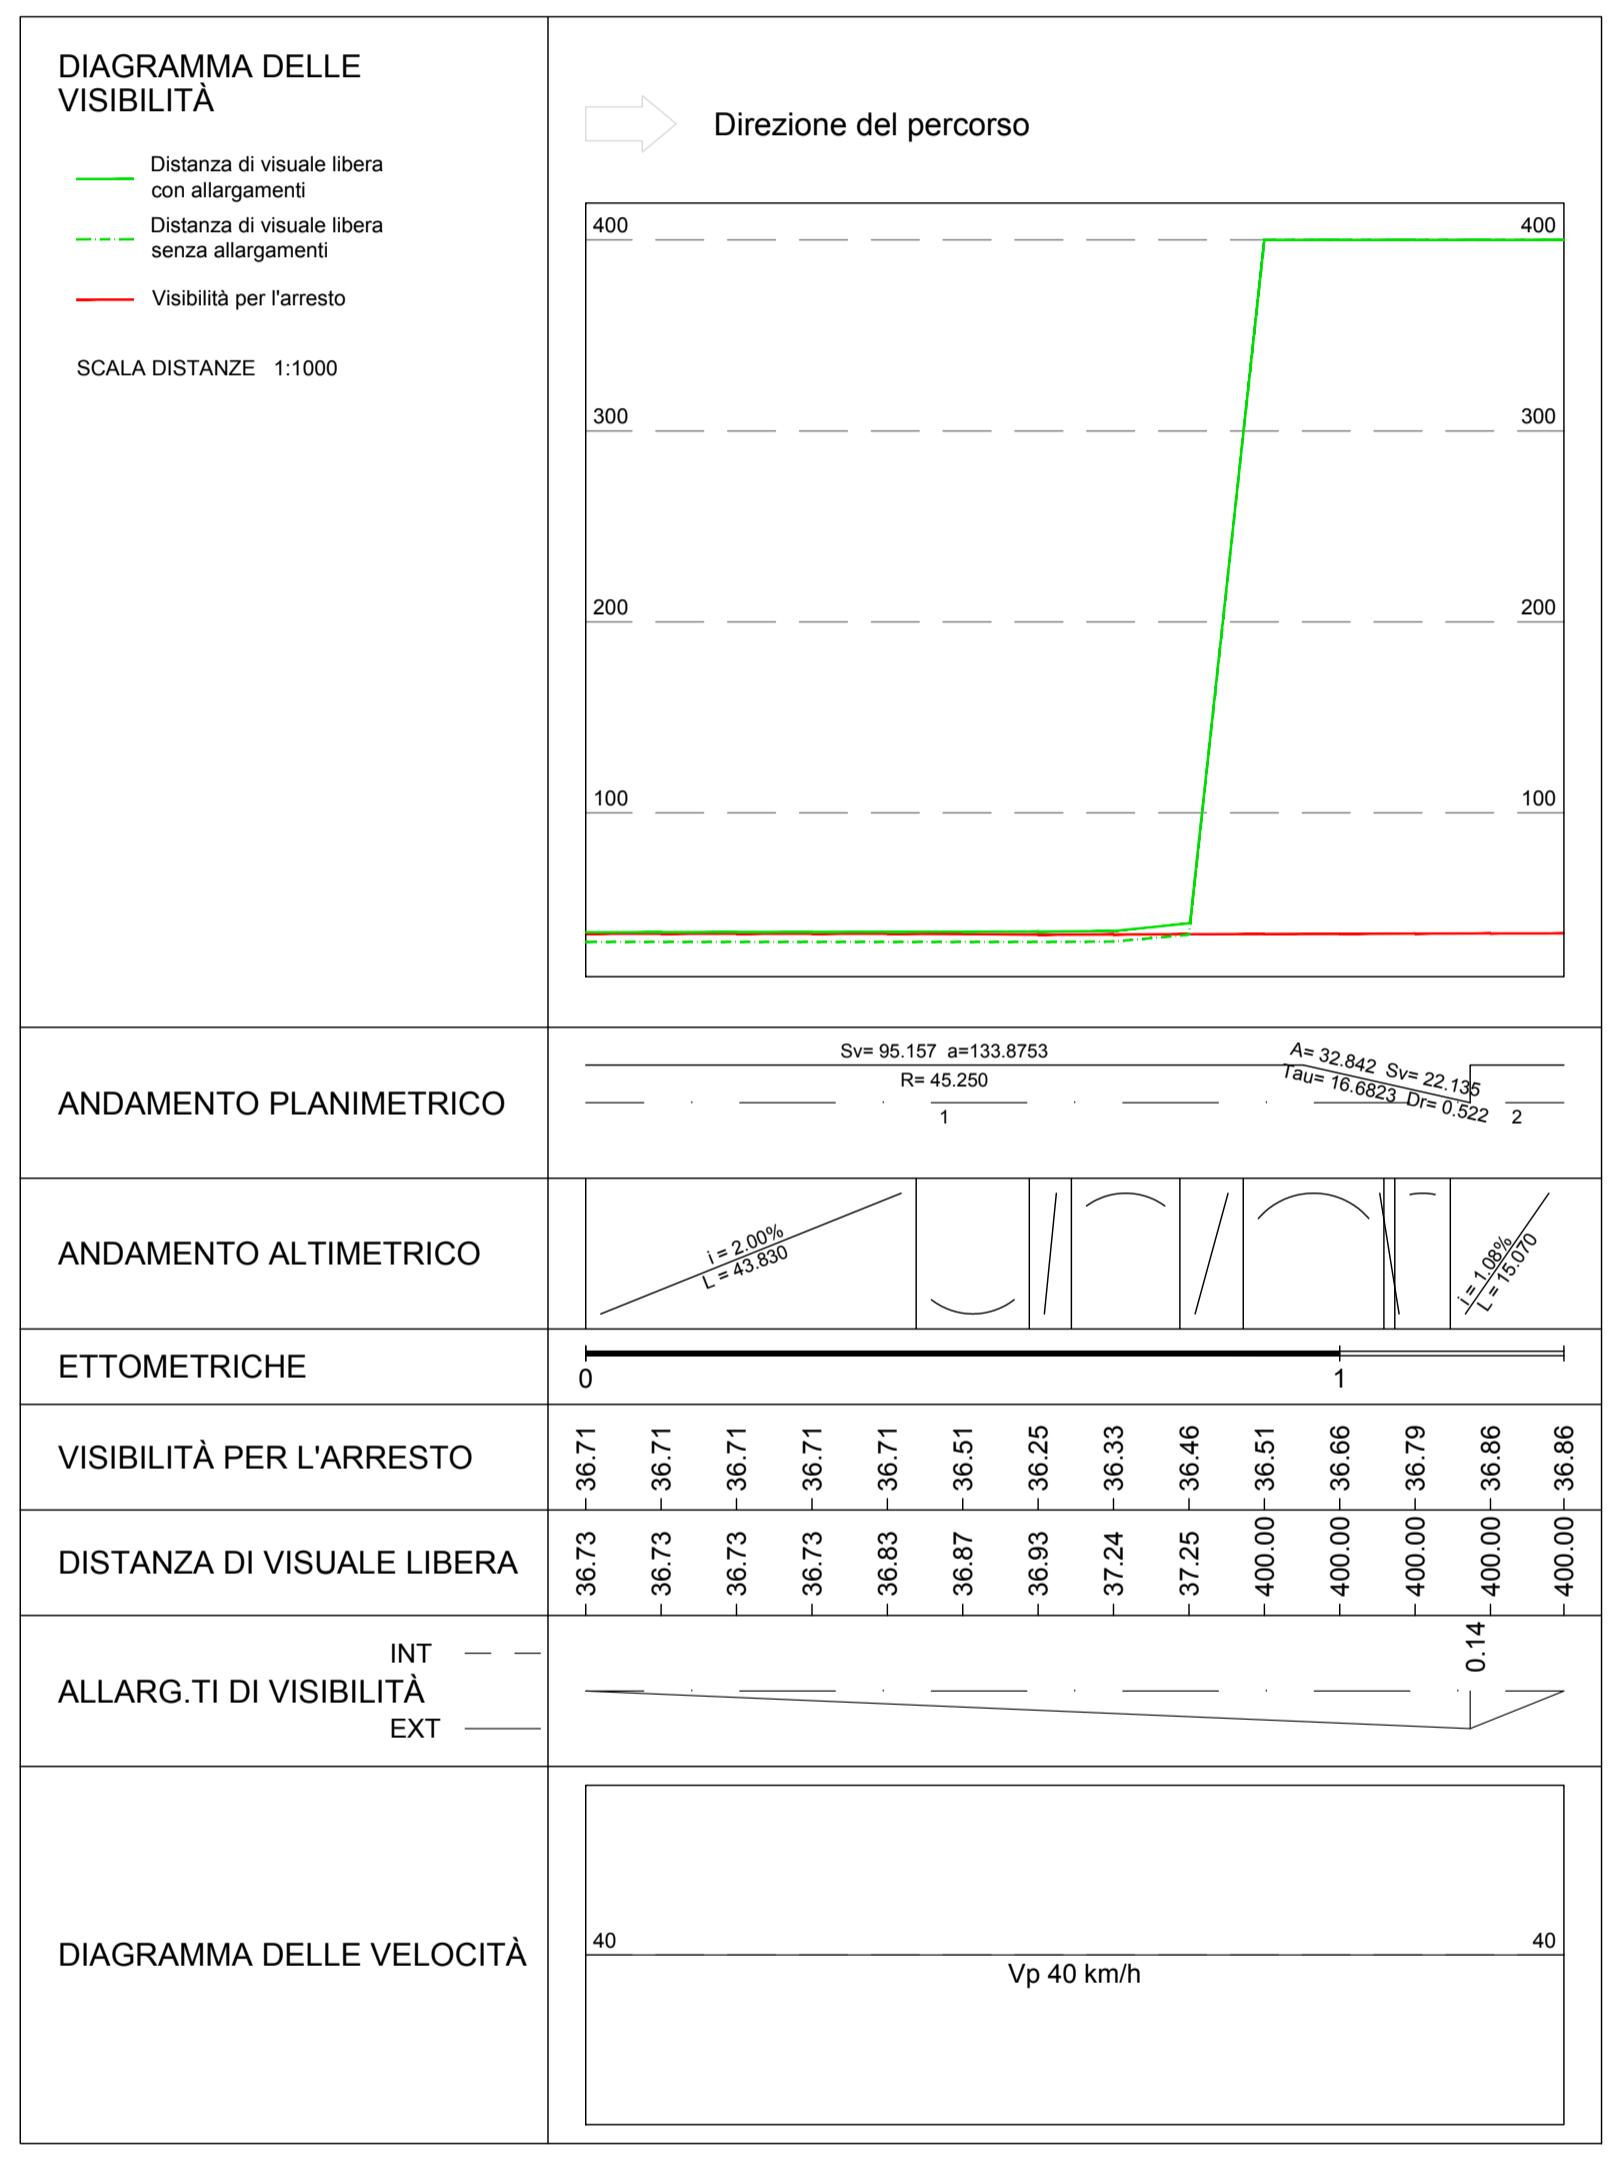 DIAGRAMMA DELLE
VISIBILITÀ
Distanza di visuale libera
con allargamenti
Distanza di visuale libera
senza allargamenti
Visibilità per l'arresto
SCALA DISTANZE 1:1000
Direzione del percorso
400 400
300 300
200 200
100 100
ANDAMENTO PLANIMETRICO
Sv= 95.157 a=133.8753
R= 45.250
1
A= 32.842 Sv= 22.135
Tau= 16.6823 Dr= 0.522
2
ANDAMENTO ALTIMETRICO
i = 2.00%
L = 43.830
i = 1.08%
L = 15.070
ETTOMETRICHE
0 1
VISIBILITÀ PER L'ARRESTO
36.71 36.71 36.71 36.71 36.71 36.51 36.25 36.33 36.46 36.51 36.66 36.79 36.86 36.86
DISTANZA DI VISUALE LIBERA
36.73 36.73 36.73 36.73 36.83 36.87 36.93 37.24 37.25 400.00 400.00 400.00 400.00 400.00
INT
ALLARG.TI DI VISIBILITÀ
EXT
0.14
DIAGRAMMA DELLE VELOCITÀ
40 40
Vp 40 km/h